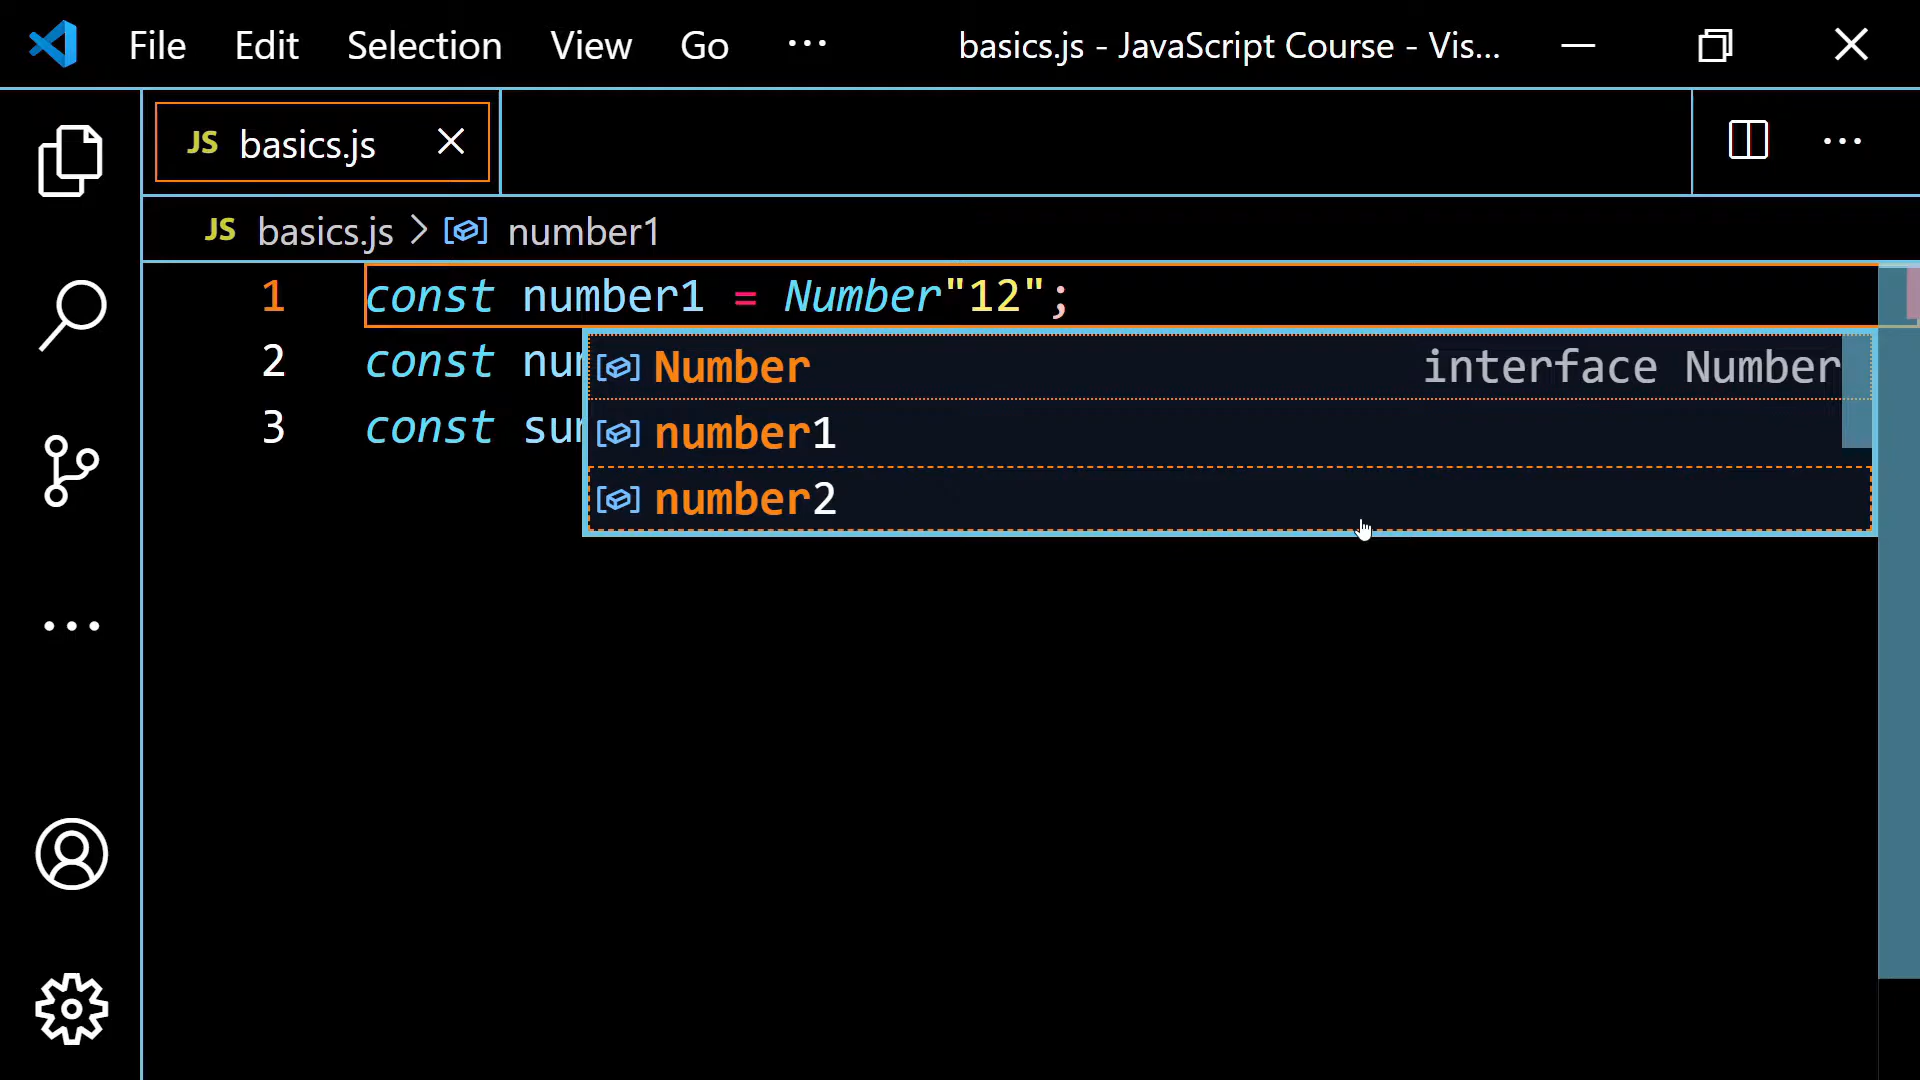 File Edit Selection View Go ··· basics.js - JavaScript Course - Vis...
JS basics.js
JS basics.js > number1
1 const number1 = Number"12";
2 const nu
3 const su
Number interface Number
number1
number2